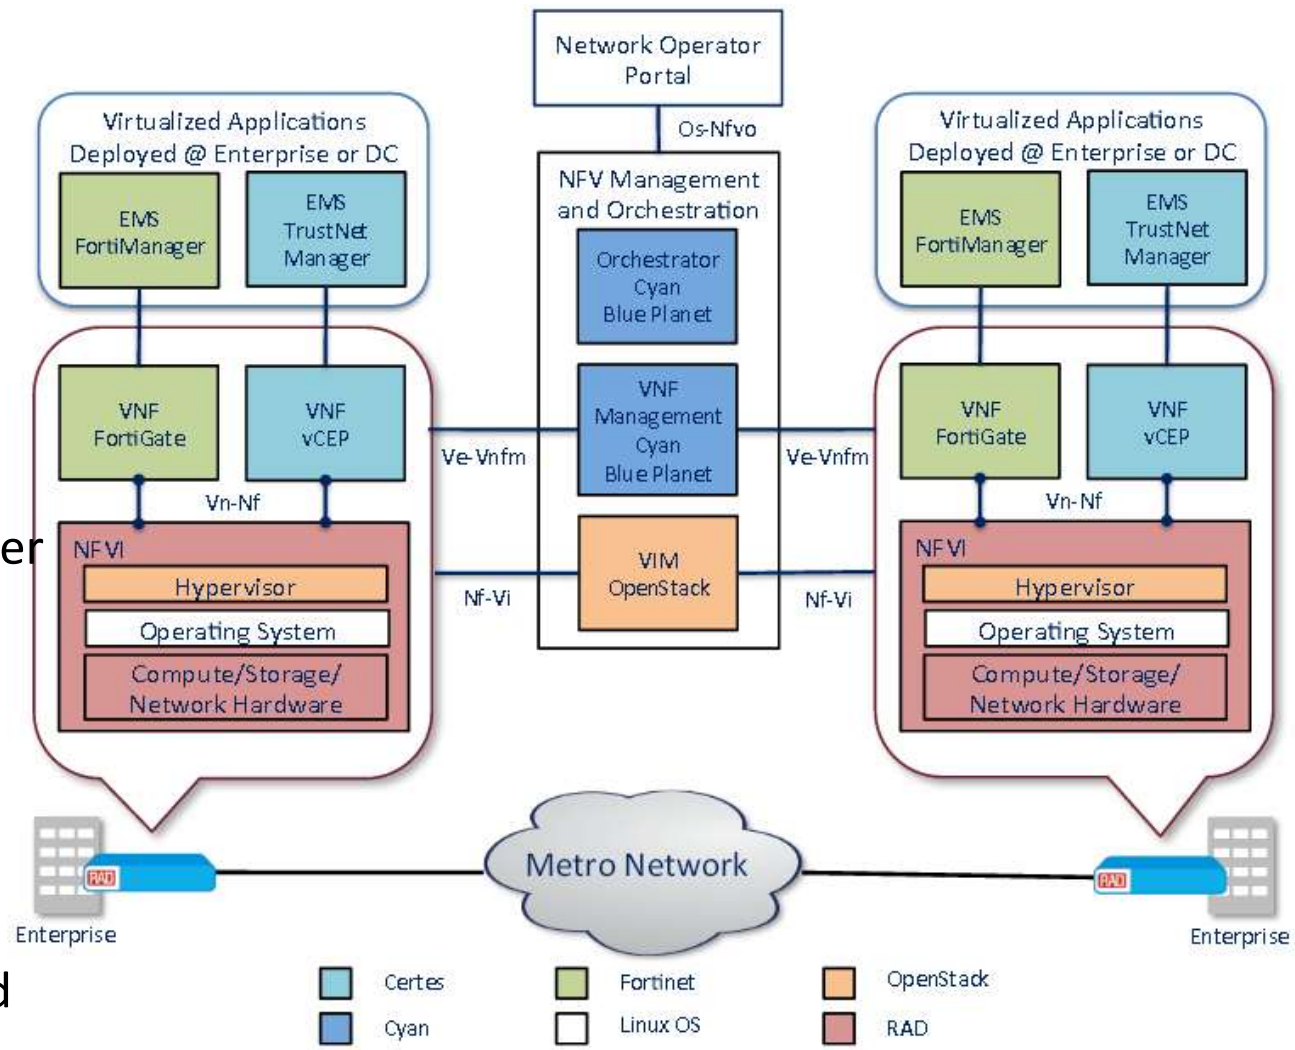 Network Operator
Portal
Os-Nfvo
Virtualized Applications
Deployed @ Enterprise or DC
EMS
FortiManager
EMS
TrustNet
Manager
VNF
FortiGate
VNF
vCEP
Vn-Nf
NFVI
Hypervisor
Operating System
Compute/Storage/
Network Hardware
er
Ve-Vnfm
Nf-Vi
NFV Management
and Orchestration
Orchestrator
Cyan
Blue Planet
VNF
Management
Cyan
Blue Planet
VIM
OpenStack
Ve-Vnfm
Nf-Vi
Virtualized Applications
Deployed @ Enterprise or DC
EMS
FortiManager
EMS
TrustNet
Manager
VNF
FortiGate
VNF
vCEP
Vn-Nf
NFVI
Hypervisor
Operating System
Compute/Storage/
Network Hardware
RAD
Enterprise
Metro Network
RAD
Enterprise
d
Certes
Fortinet
OpenStack
Cyan
Linux OS
RAD